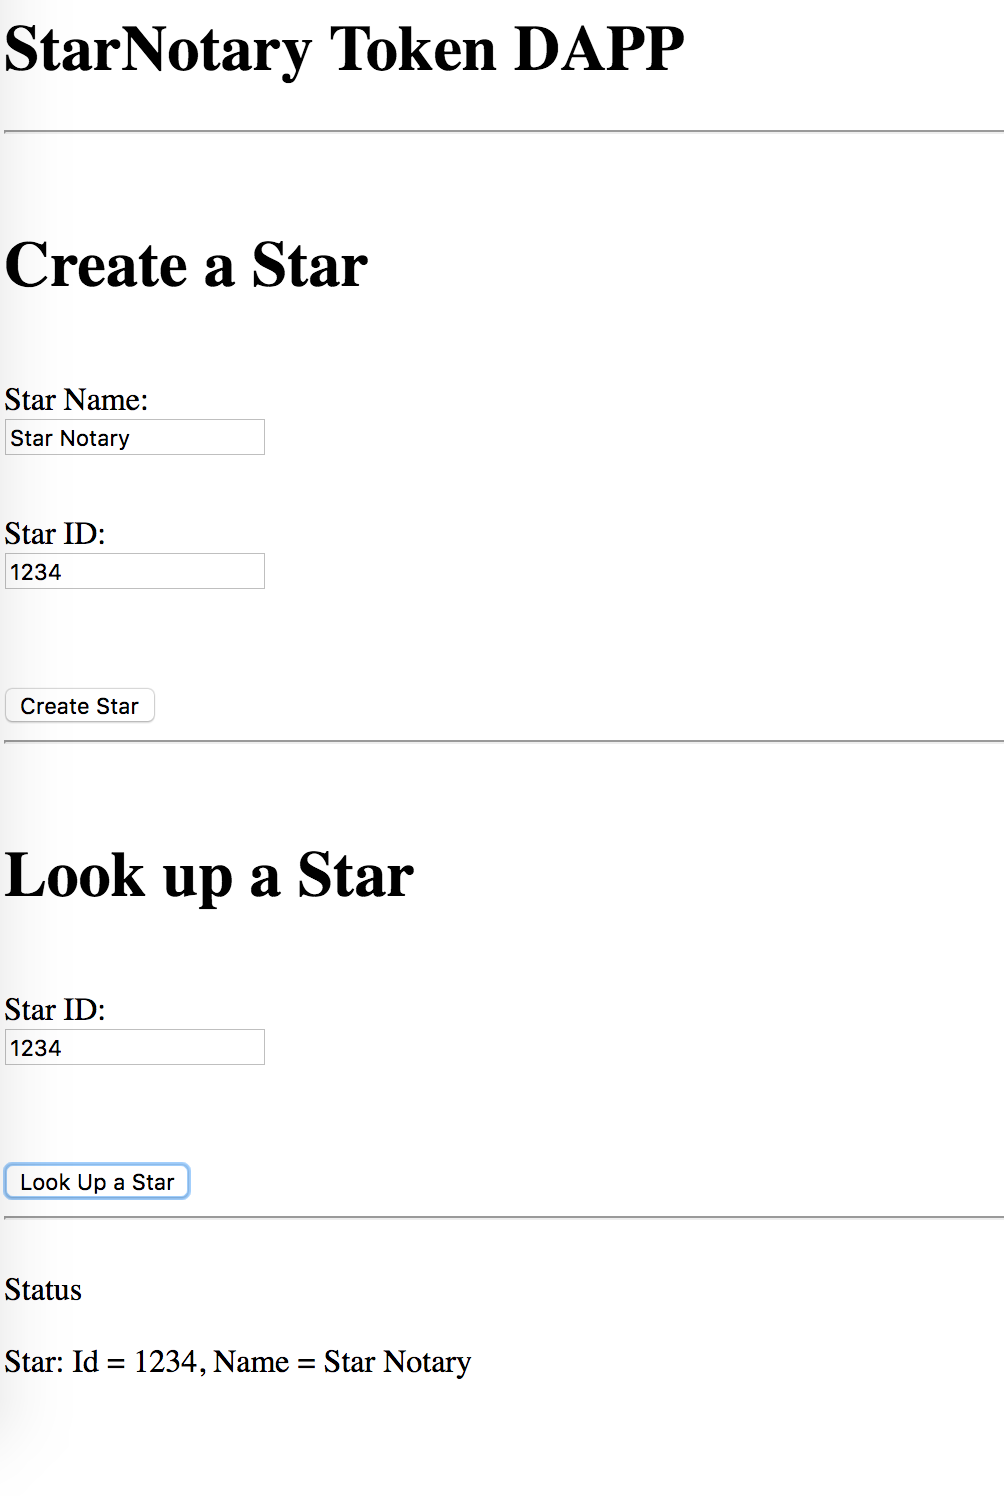 StarNotary Token DAPP
Create a Star
Star Name:
Star Notary
Star ID:
1234
Create Star
Look up a Star
Star ID:
1234
Look Up a Star
Status
Star: Id = 1234, Name = Star Notary